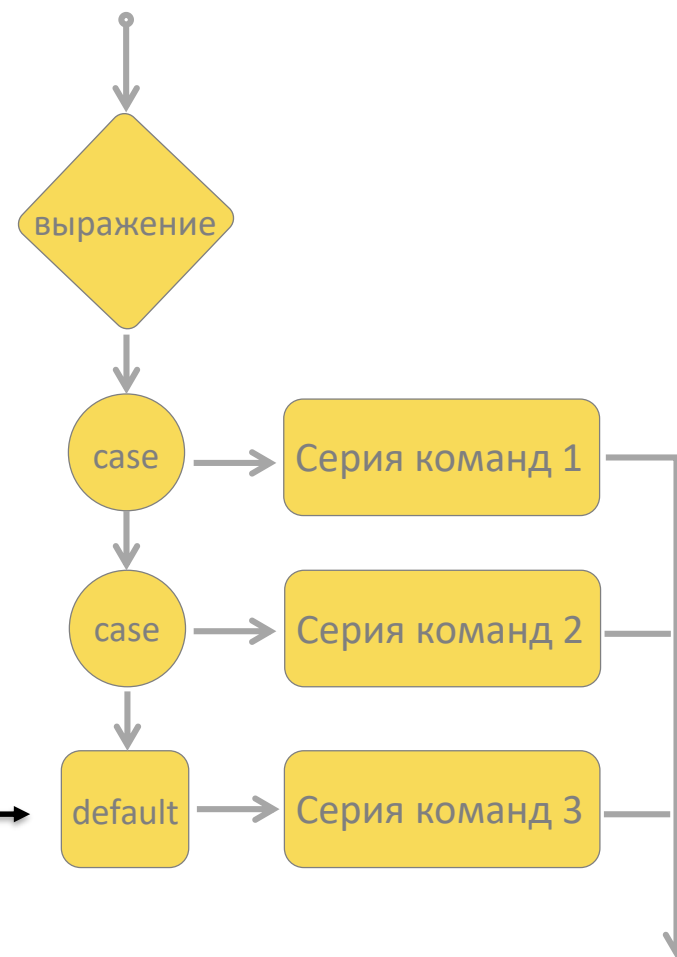 выражение
case
Серия команд 1
case
Серия команд 2
default
Серия команд 3